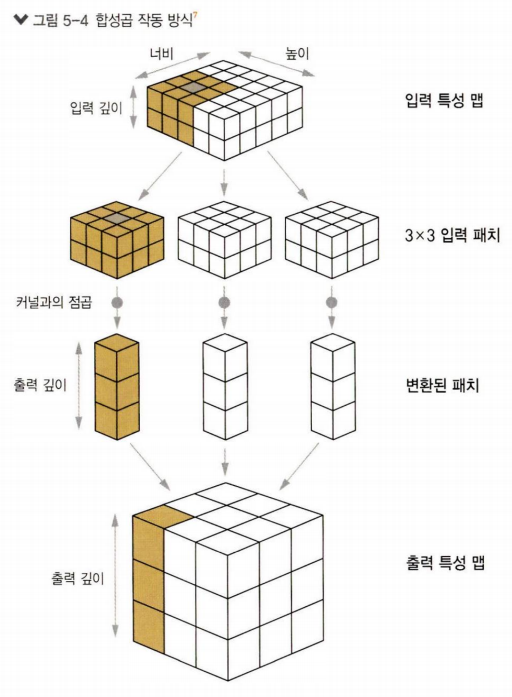 그림 5-4 합성곱 작동 방식⁷
너비
높이
입력 깊이
입력 특성 맵
3×3 입력 패치
커널과의 점곱
출력 깊이
변환된 패치
출력 깊이
출력 특성 맵